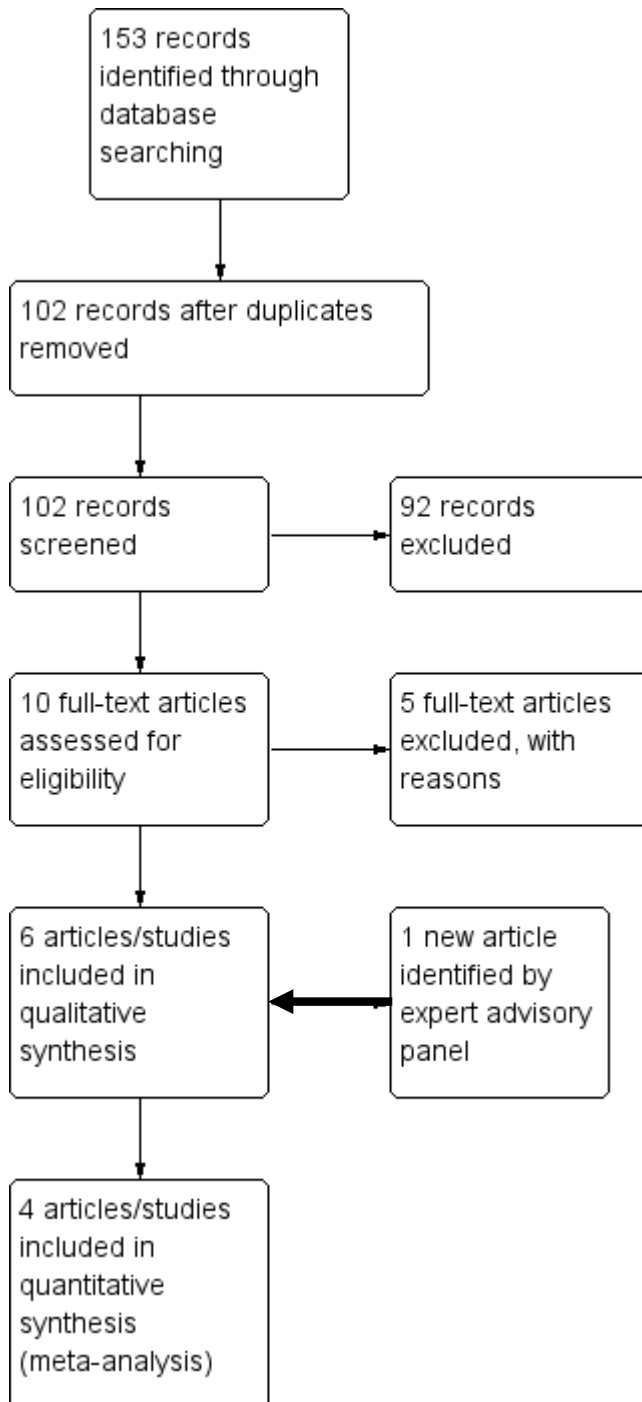 153 records
identified through
database
searching
102 records after duplicates
removed
102 records
screened
92 records
excluded
10 full-text articles
assessed for
eligibility
5 full-text articles
excluded, with
reasons
6 articles/studies
included in
qualitative
synthesis
1 new article
identified by
expert advisory
panel
4 articles/studies
included in
quantitative
synthesis
(meta-analysis)